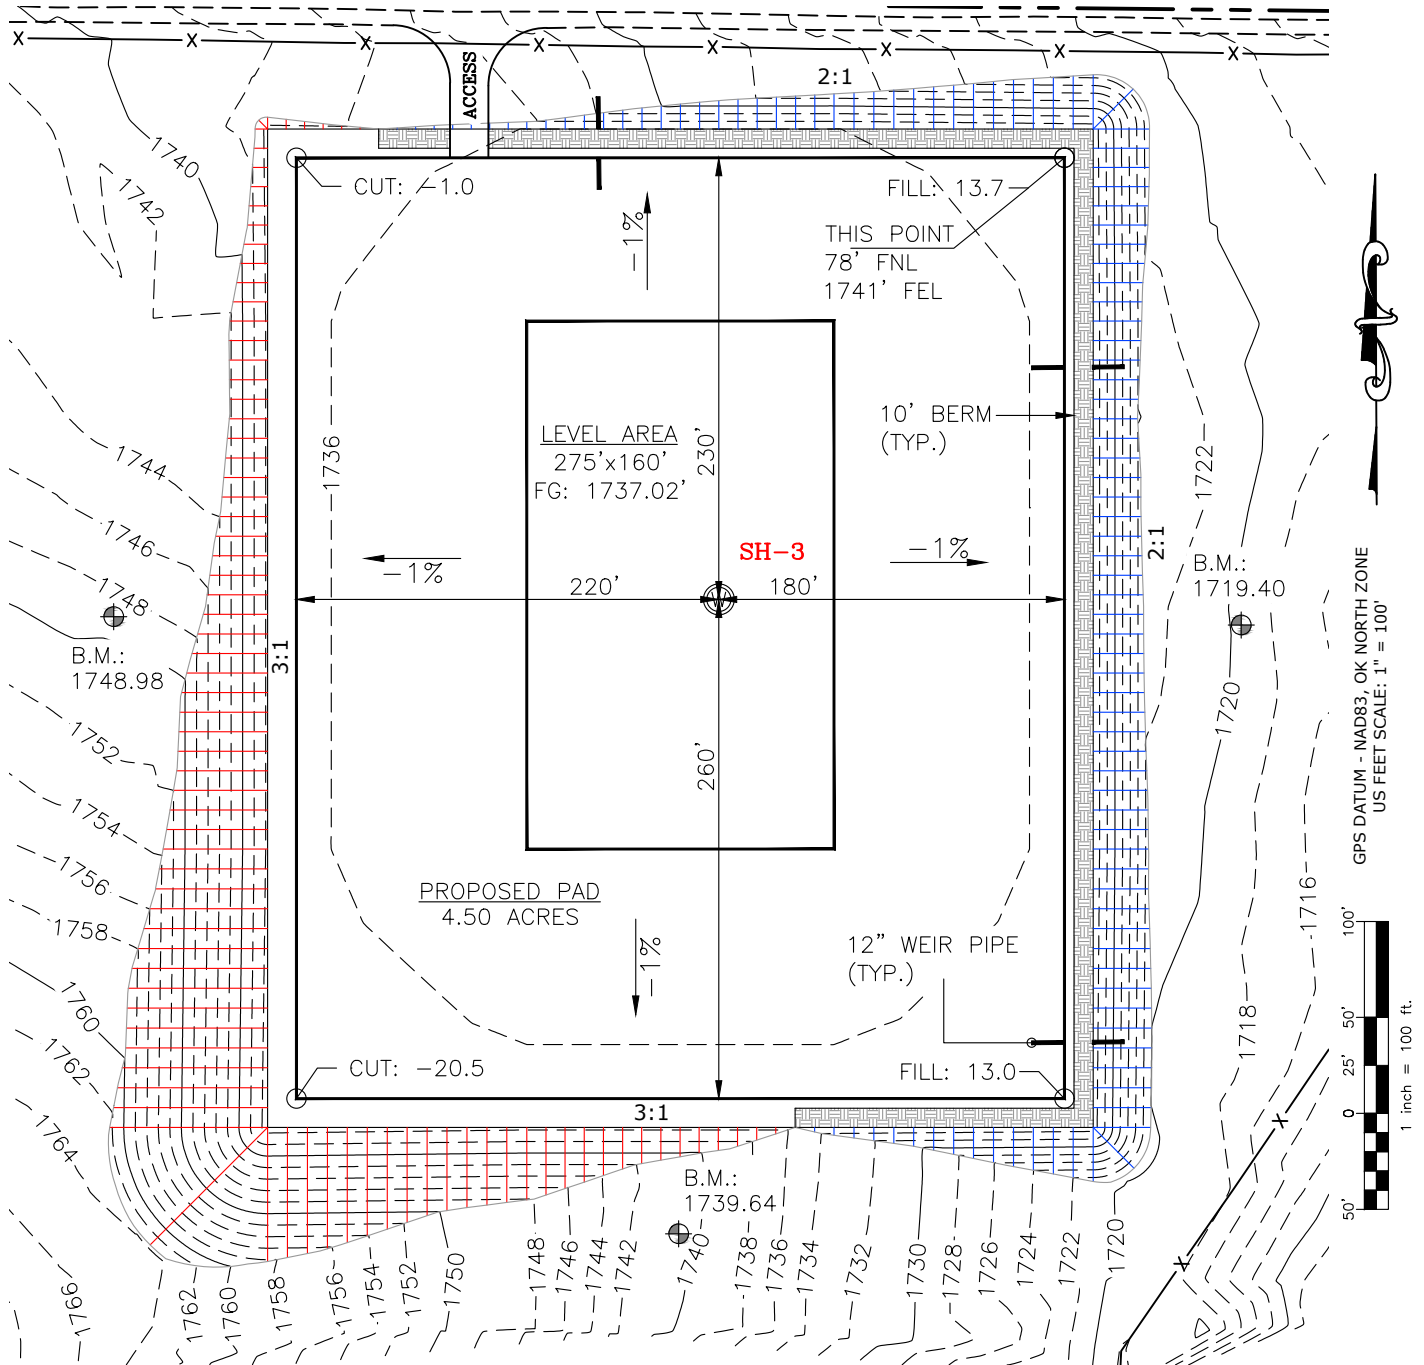 X X X X X X X X
ACCESS
2:1
1740
1742
CUT: -1.0
FILL: 13.7
-1%
THIS POINT
78' FNL
1741' FEL
1736
LEVEL AREA
275'x160'
FG: 1737.02'
230'
10' BERM
(TYP.)
1722
1744
1746
1748
-1%
SH-3
-1%
220'
180'
W
2:1
B.M.:
1719.40
B.M.:
1748.98
3:1
1720
1752
1754
1756
1758
260'
PROPOSED PAD
4.50 ACRES
-1%
12" WEIR PIPE
(TYP.)
1716
1718
1760
1762
1764
1766
CUT: -20.5
FILL: 13.0
3:1
B.M.:
1739.64
X
X
1762
1760
1758
1756
1754
1752
1750
1748
1746
1744
1742
1740
1738
1736
1734
1732
1730
1728
1726
1724
1722
1720
GPS DATUM - NAD83, OK NORTH ZONE
US FEET SCALE: 1" = 100'
50' 0 25' 50' 100'
1 inch = 100 ft.